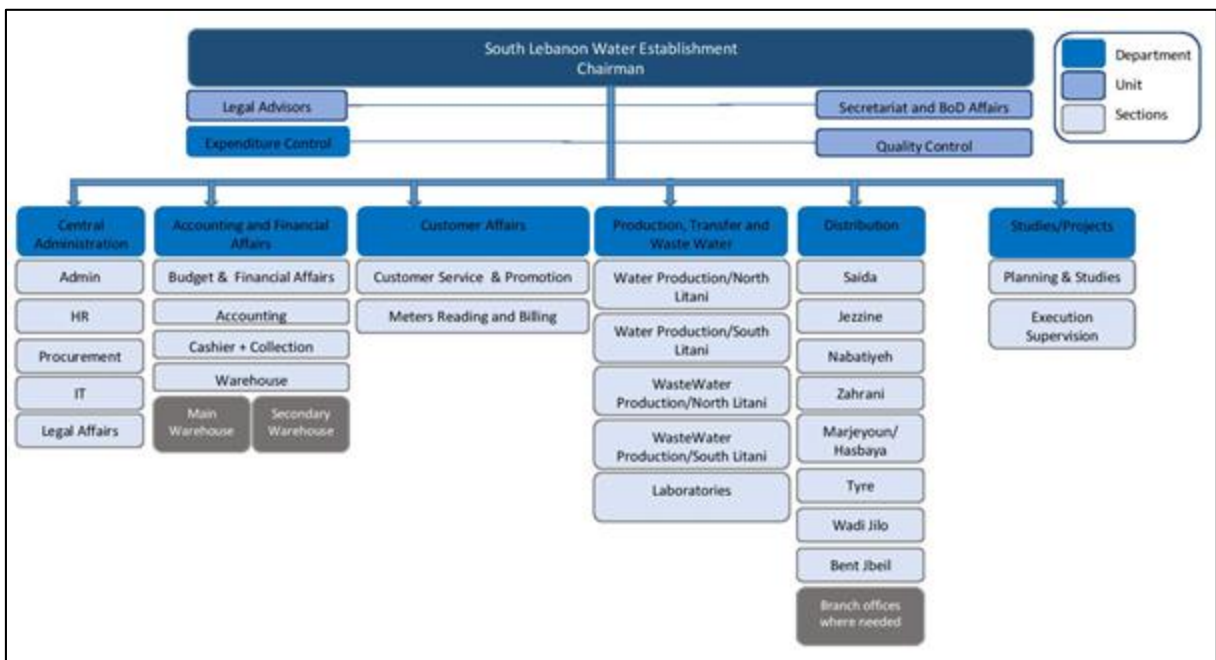 South Lebanon Water Establishment
Chairman
Department
Unit
Sections
Legal Advisors
Secretariat and BoD Affairs
Expenditure Control
Quality Control
Central
Administration
Admin
HR
Procurement
IT
Legal Affairs
Accounting and Financial
Affairs
Budget & Financial Affairs
Accounting
Cashier + Collection
Warehouse
Main
Warehouse
Secondary
Warehouse
Customer Affairs
Customer Service & Promotion
Meters Reading and Billing
Production, Transfer and
Waste Water
Water Production/North
Litani
Water Production/South
Litani
WasteWater
Production/North Litani
WasteWater
Production/South Litani
Laboratories
Distribution
Saida
Jezzine
Nabatiyeh
Zahrani
Marjeyoun/
Hasbaya
Tyre
Wadi Jilo
Bent Jbeil
Branch offices
where needed
Studies/Projects
Planning & Studies
Execution
Supervision